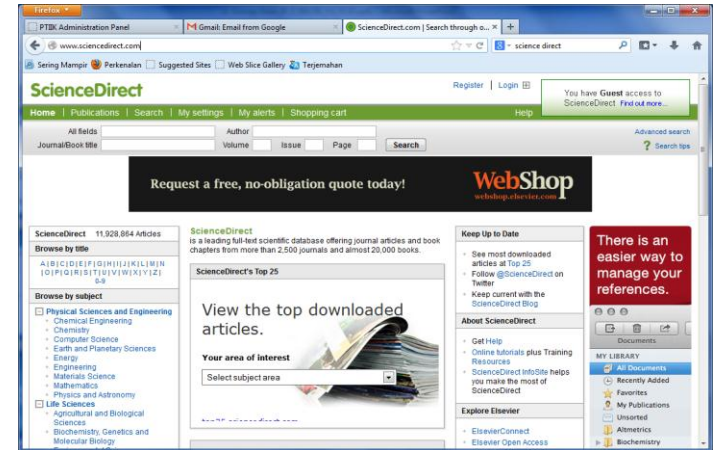 Firefox
PTIIK Administration Panel
Gmail: Email from Google
ScienceDirect.com | Search through o...
www.sciencedirect.com
science direct
Sering Mampir Perkenalan Suggested Sites Web Slice Gallery Terjemahan
ScienceDirect
Register | Login
You have Guest access to
ScienceDirect Find out more...
Home | Publications | Search | My settings | My alerts | Shopping cart
Help
All fields Author
Advanced search
Journal/Book title Volume Issue Page Search
Search tips
Request a free, no-obligation quote today!
WebShop
webshop.elsevier.com
ScienceDirect 11,928,864 Articles
Browse by title
A|B|C|D|E|F|G|H|I|J|K|L|M|N
|O|P|Q|R|S|T|U|V|W|X|Y|Z|
0-9
Browse by subject
Physical Sciences and Engineering
Chemical Engineering
Chemistry
Computer Science
Earth and Planetary Sciences
Energy
Engineering
Materials Science
Mathematics
Physics and Astronomy
Life Sciences
Agricultural and Biological
Sciences
Biochemistry, Genetics and
Molecular Biology
ScienceDirect
is a leading full-text scientific database offering journal articles and book
chapters from more than 2,500 journals and almost 20,000 books.
ScienceDirect's Top 25
View the top downloaded
articles.
Your area of interest
Select subject area
Keep Up to Date
See most downloaded
articles at Top 25
Follow @ScienceDirect on
Twitter
Keep current with the
ScienceDirect Blog
About ScienceDirect
Get Help
Online tutorials plus Training
Resources
ScienceDirect InfoSite helps
you make the most of
ScienceDirect
Explore Elsevier
ElsevierConnect
Elsevier Open Access
There is an
easier way to
manage your
references.
Documents
MY LIBRARY
All Documents
Recently Added
Favorites
My Publications
Unsorted
Altmetrics
Biochemistry